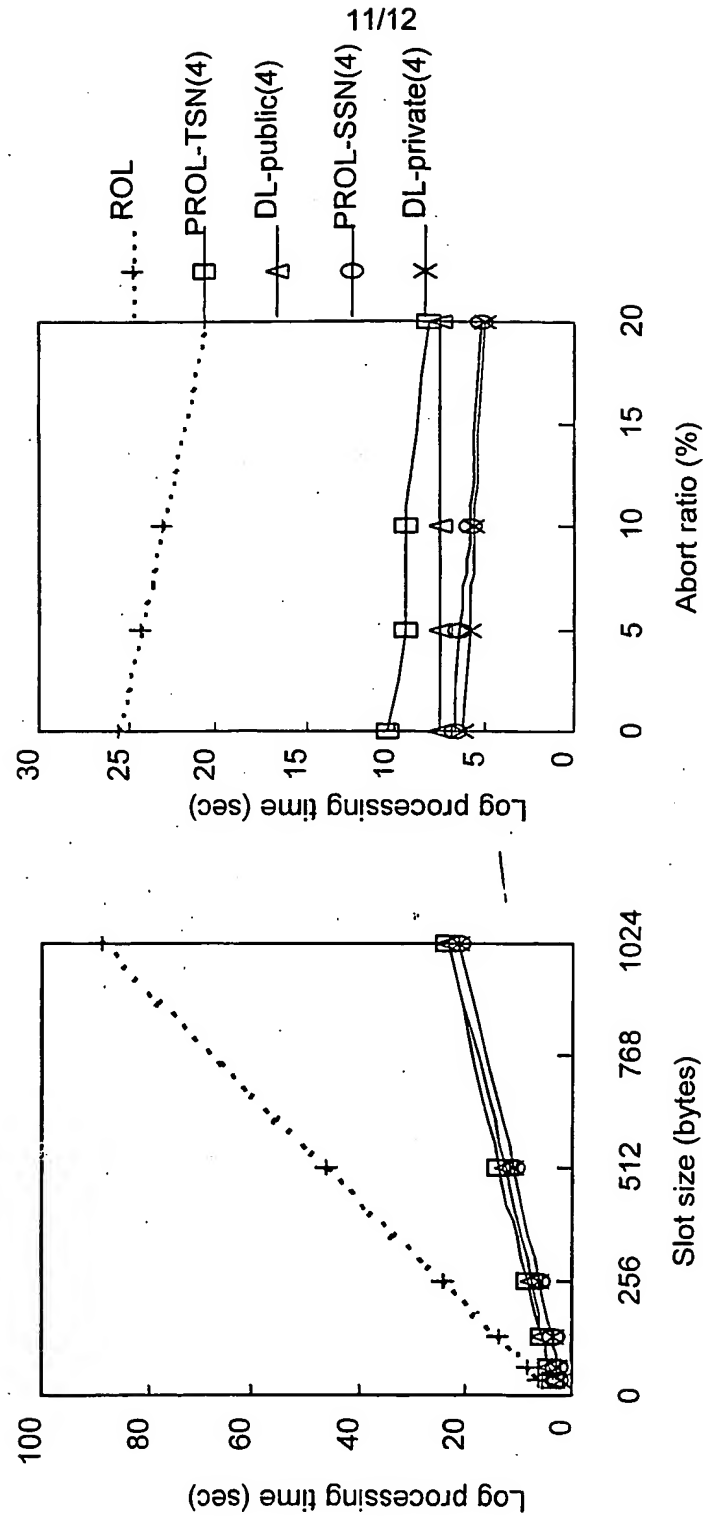 11/12
ROL
PROL-TSN(4)
DL-public(4)
PROL-SSN(4)
DL-private(4)
30
25
20
15
10
5
0
Log processing time (sec)
0
5
10
15
20
Abort ratio (%)
100
80
60
40
20
0
Log processing time (sec)
0
256
512
768
1024
Slot size (bytes)